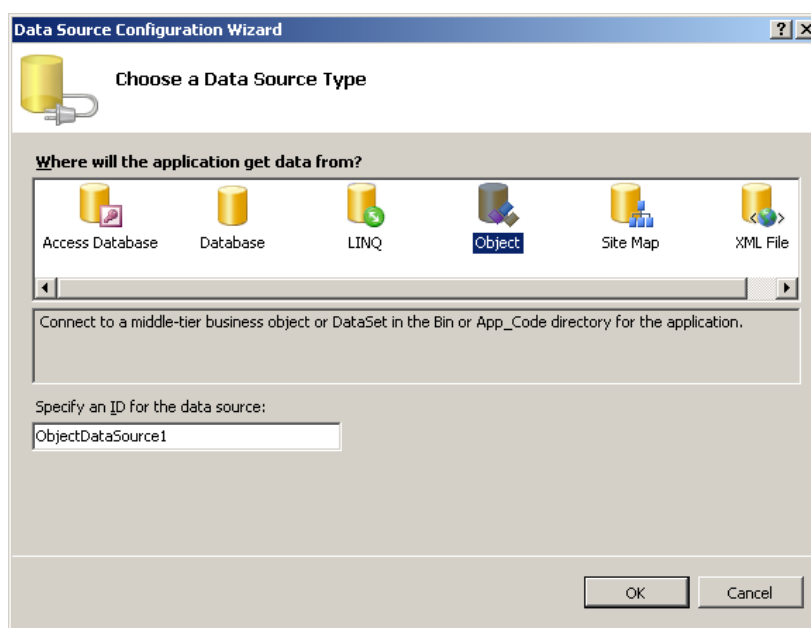 Data Source Configuration Wizard
Choose a Data Source Type
Where will the application get data from?
Access Database Database LINQ Object Site Map XML File
Connect to a middle-tier business object or DataSet in the Bin or App_Code directory for the application.
Specify an ID for the data source:
ObjectDataSource1
OK Cancel